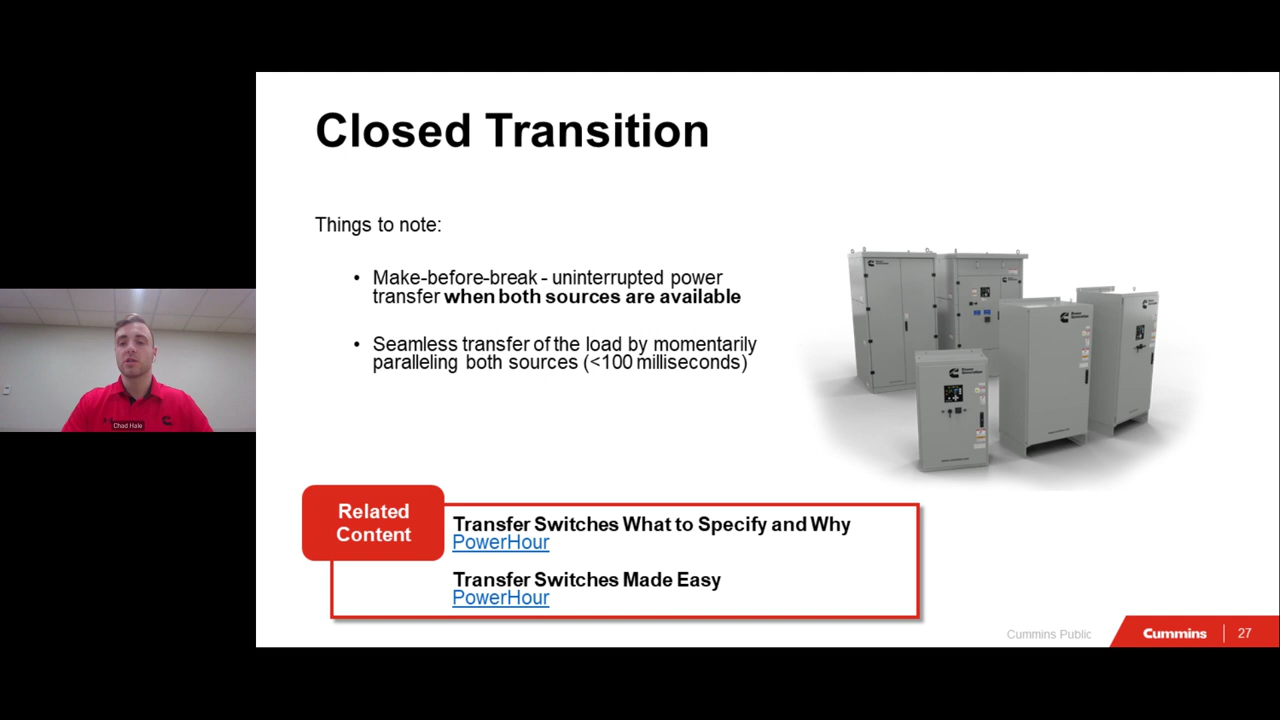 Closed Transition
Things to note:
• Make-before-break - uninterrupted power
transfer when both sources are available
• Seamless transfer of the load by momentarily
paralleling both sources (<100 milliseconds)
Related
Content
Transfer Switches What to Specify and Why
PowerHour
Transfer Switches Made Easy
PowerHour
Chad Hale
Cummins Public
Cummins
27